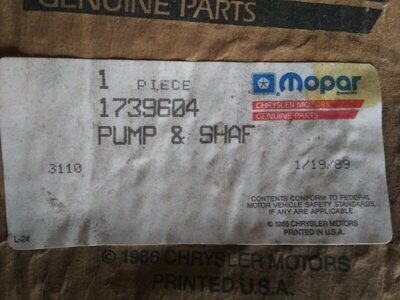 GENUINE PARTS
1 PIECE
1739604
PUMP & SHAF
Mopar
CHRYSLER MOTORS
GENUINE PARTS
3110
1/19/89
CONTENTS CONFORM TO FEDERAL
MOTOR VEHICLE SAFETY STANDARDS,
IF ANY ARE APPLICABLE.
© 1986 CHRYSLER MOTORS
PRINTED IN U.S.A.
L-24
© 1986 CHRYSLER MOTORS
PRINTED U.S.A.